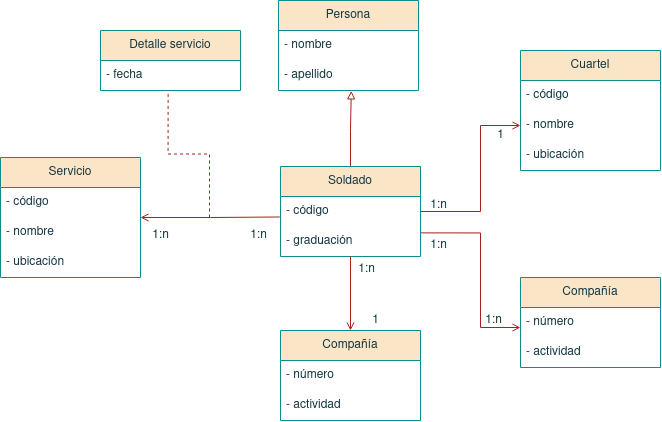 Persona
- nombre
- apellido
Detalle servicio
- fecha
Cuartel
- código
- nombre
- ubicación
1
Servicio
- código
- nombre
- ubicación
1:n
1:n
Soldado
- código
- graduación
1:n
1:n
1:n
1
Compañía
- número
- actividad
1:n
Compañía
- número
- actividad